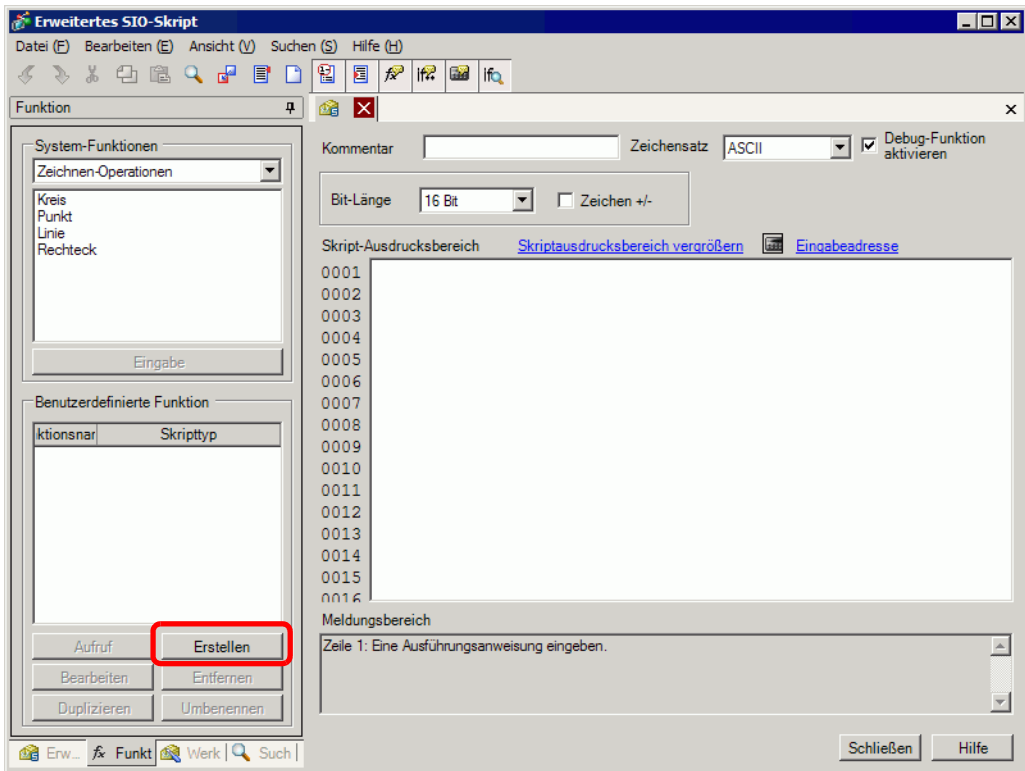 Erweitertes SIO-Skript
Datei (F) Bearbeiten (E) Ansicht (V) Suchen (S) Hilfe (H)
Funktion
System-Funktionen
Zeichnen-Operationen
Kreis
Punkt
Linie
Rechteck
Eingabe
Benutzerdefinierte Funktion
ktionsnar Skripttyp
Aufruf Erstellen
Bearbeiten Entfernen
Duplizieren Umbenennen
Erw... Funkt Werk Such
Kommentar Zeichensatz ASCII Debug-Funktion
aktivieren
Bit-Länge 16 Bit Zeichen +/-
Skript-Ausdrucksbereich Skriptausdrucksbereich vergrößern Eingabeadresse
0001
0002
0003
0004
0005
0006
0007
0008
0009
0010
0011
0012
0013
0014
0015
0016
Meldungsbereich
Zeile 1: Eine Ausführungsanweisung eingeben.
Schließen Hilfe